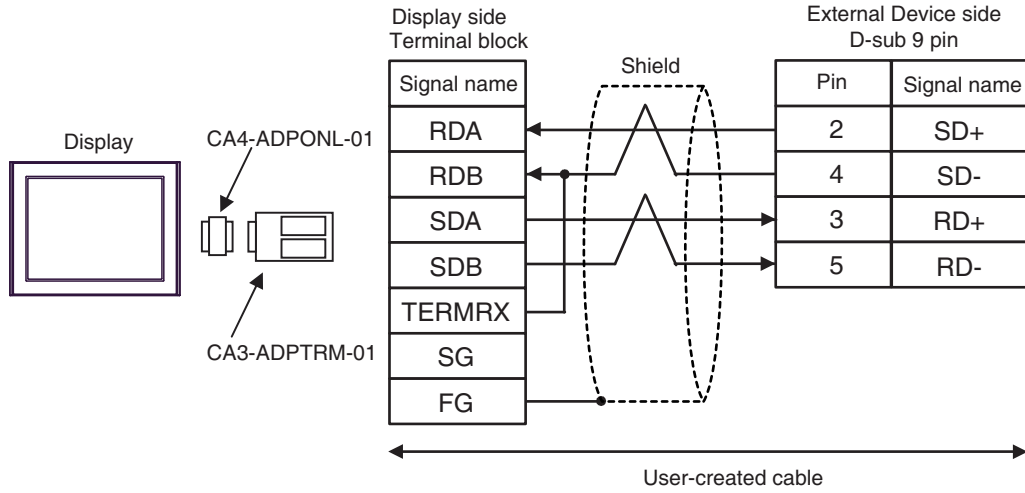 Display side
Terminal block
External Device side
D-sub 9 pin
Shield
Signal name
Pin
Signal name
RDA
2
SD+
Display
CA4-ADPONL-01
RDB
4
SD-
SDA
3
RD+
SDB
5
RD-
TERMRX
CA3-ADPTRM-01
SG
FG
User-created cable